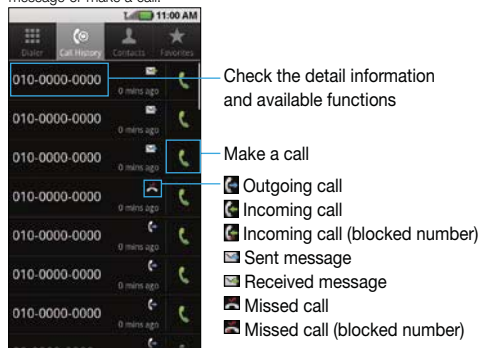 message or make a call.
11:00 AM
Dialer Call History Contacts Favorites
010-0000-0000
0 mins ago
Check the detail information
and available functions
010-0000-0000
0 mins ago
010-0000-0000
0 mins ago
Make a call
010-0000-0000
0 mins ago
Outgoing call
Incoming call
010-0000-0000
0 mins ago
Incoming call (blocked number)
Sent message
010-0000-0000
0 mins ago
Received message
Missed call
010-0000-0000
0 mins ago
Missed call (blocked number)